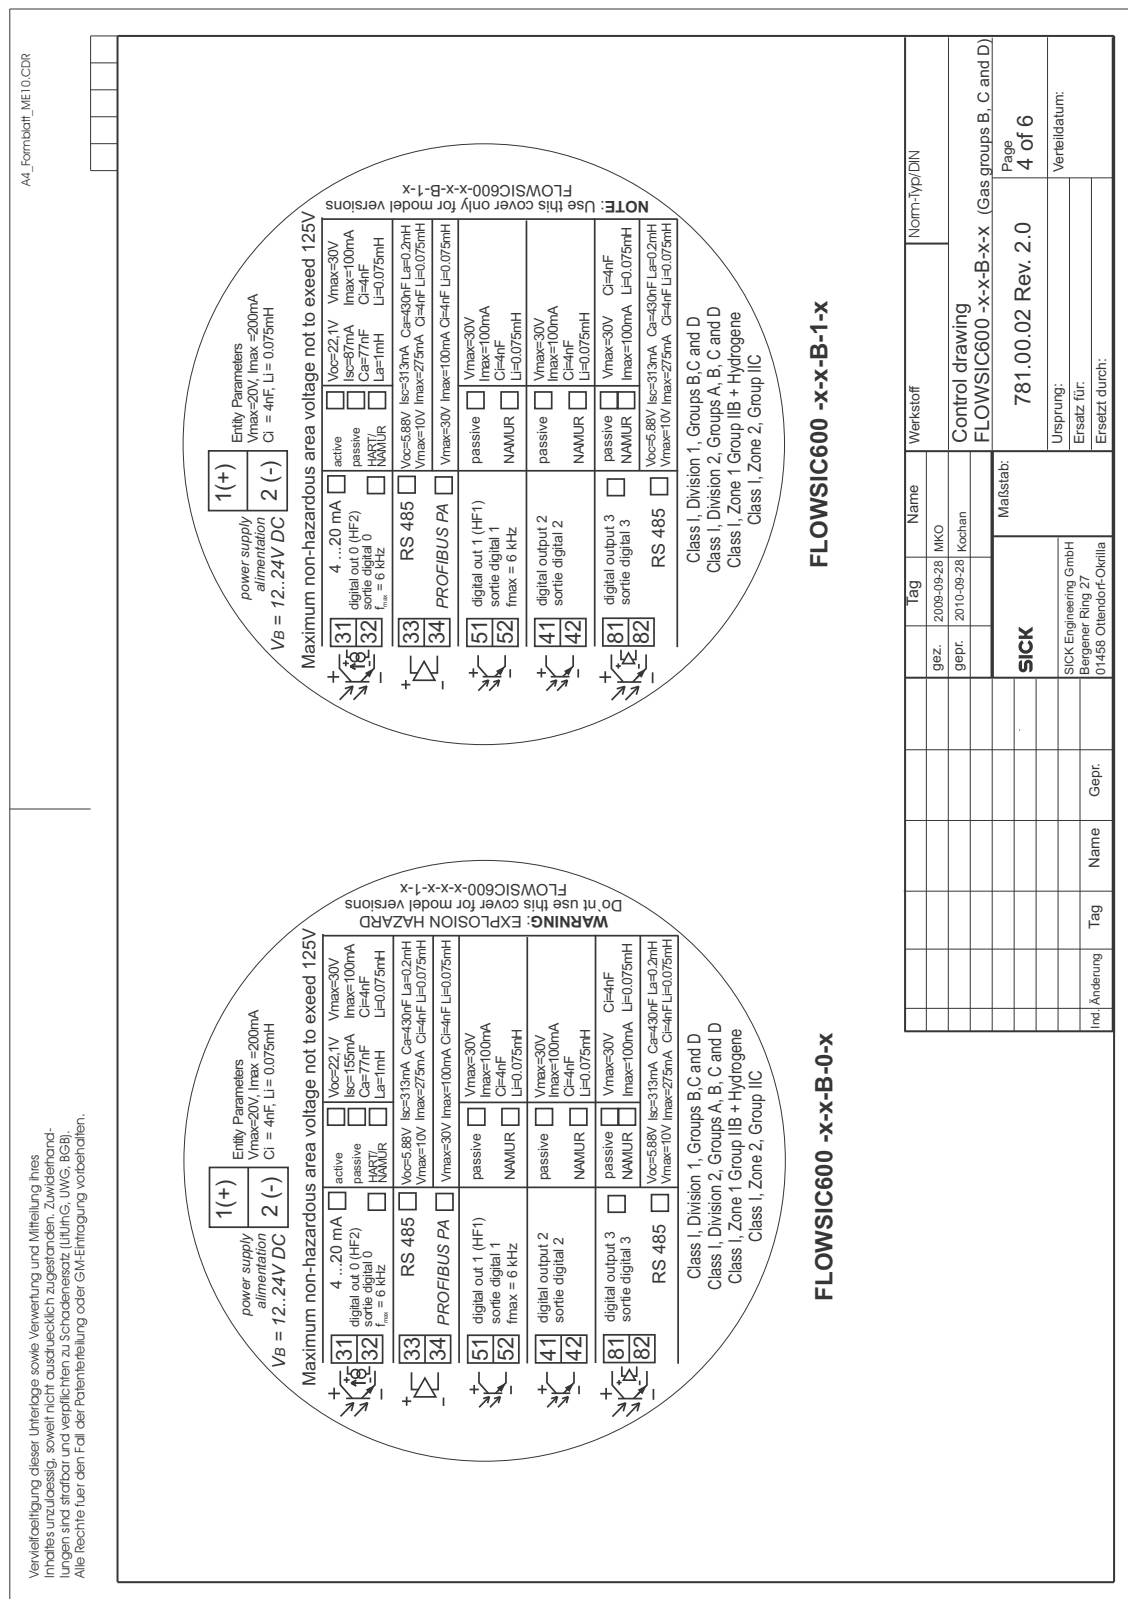 A4_Formblatt_ME10.CDR
Vervielfaeltigung dieser Unterlage sowie Verwertung und Mitteilung ihres
Inhaltes unzulaessig, soweit nicht ausdruecklich zugestanden. Zuwiderhand-
lungen sind strafbar und verpflichten zu Schadenersatz (LitUrhG, UWG, BGB).
Alle Rechte fuer den Fall der Patenterteilung oder GM-Eintragung vorbehalten.
power supply
alimentation
VB = 12..24V DC
1(+)
2 (-)
Entity Parameters
Vmax=20V, Imax =200mA
Ci = 4nF, Li = 0.075mH
Maximum non-hazardous area voltage not to exeed 125V
31
32
4 ...20 mA
digital out 0 (HF2)
sortie digital 0
fmax = 6 kHz
active
passive
HART/
NAMUR
Voc=22,1V Vmax=30V
Isc=155mA Imax=100mA
Ca=77nF Ci=4nF
La=1mH Li=0.075mH
33
34
RS 485
PROFIBUS PA
Voc=5.88V Isc=313mA Ca=430nF La=0.2mH
Vmax=10V Imax=275mA Ci=4nF Li=0.075mH
Vmax=30V Imax=100mA Ci=4nF Li=0.075mH
51
52
digital out 1 (HF1)
sortie digital 1
fmax = 6 kHz
passive
NAMUR
Vmax=30V
Imax=100mA
Ci=4nF
Li=0.075mH
41
42
digital output 2
sortie digital 2
passive
NAMUR
Vmax=30V
Imax=100mA
Ci=4nF
Li=0.075mH
81
82
digital output 3
sortie digital 3
RS 485
passive
NAMUR
Vmax=30V Ci=4nF
Imax=100mA Li=0.075mH
Voc=5.88V Isc=313mA Ca=430nF La=0.2mH
Vmax=10V Imax=275mA Ci=4nF Li=0.075mH
Class I, Division 1, Groups B,C and D
Class I, Division 2, Groups A, B, C and D
Class I, Zone 1 Group IIB + Hydrogene
Class I, Zone 2, Group IIC
WARNING: EXPLOSION HAZARD
Do`nt use this cover for model versions
FLOWSIC600-x-x-x-1-x
FLOWSIC600 -x-x-B-0-x
power supply
alimentation
VB = 12..24V DC
1(+)
2 (-)
Entity Parameters
Vmax=20V, Imax =200mA
Ci = 4nF, Li = 0.075mH
Maximum non-hazardous area voltage not to exeed 125V
31
32
4 ...20 mA
digital out 0 (HF2)
sortie digital 0
fmax = 6 kHz
active
passive
HART/
NAMUR
Voc=22,1V Vmax=30V
Isc=87mA Imax=100mA
Ca=77nF Ci=4nF
La=1mH Li=0.075mH
33
34
RS 485
PROFIBUS PA
Voc=5.88V Isc=313mA Ca=430nF La=0.2mH
Vmax=10V Imax=275mA Ci=4nF Li=0.075mH
Vmax=30V Imax=100mA Ci=4nF Li=0.075mH
51
52
digital out 1 (HF1)
sortie digital 1
fmax = 6 kHz
passive
NAMUR
Vmax=30V
Imax=100mA
Ci=4nF
Li=0.075mH
41
42
digital output 2
sortie digital 2
passive
NAMUR
Vmax=30V
Imax=100mA
Ci=4nF
Li=0.075mH
81
82
digital output 3
sortie digital 3
RS 485
passive
NAMUR
Vmax=30V Ci=4nF
Imax=100mA Li=0.075mH
Voc=5.88V Isc=313mA Ca=430nF La=0.2mH
Vmax=10V Imax=275mA Ci=4nF Li=0.075mH
Class I, Division 1, Groups B,C and D
Class I, Division 2, Groups A, B, C and D
Class I, Zone 1 Group IIB + Hydrogene
Class I, Zone 2, Group IIC
NOTE: Use this cover only for model versions
FLOWSIC600-x-x-B-1-x
FLOWSIC600 -x-x-B-1-x
Tag Name Werkstoff Norm-Typ/DIN
gez. 2009-09-28 MKO
gepr. 2010-09-28 Kochan
Control drawing
FLOWSIC600 -x-x-B-x-x (Gas groups B, C and D)
SICK
Maßstab:
781.00.02 Rev. 2.0
Page
4 of 6
SICK Engineering GmbH
Bergener Ring 27
01458 Ottendorf-Okrilla
Ursprung:
Ersatz für:
Ersetzt durch:
Verteildatum:
Ind. Änderung Tag Name Gepr.